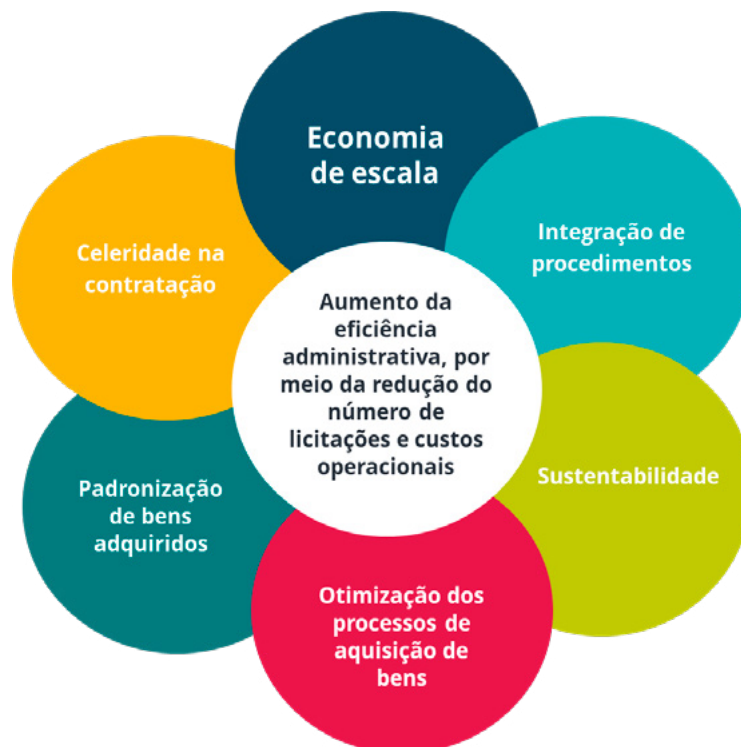 Economia
de escala
Integração de
procedimentos
Sustentabilidade
Otimização dos
processos de
aquisição de
bens
Padronização
de bens
adquiridos
Celeridade na
contratação
Aumento da
eficiência
administrativa, por
meio da redução do
número de
licitações e custos
operacionais